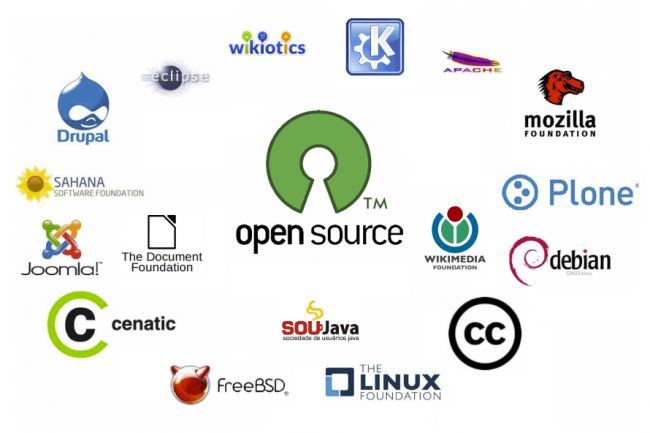 wikiotics
K
eclipse
APACHE
Drupal
mozilla
FOUNDATION
SAHANA
SOFTWARE FOUNDATION
Plone®
TM
open source
Joomla!™
The Document
Foundation
WIKIMEDIA
FOUNDATION
debian
C cenatic
SOUJava
sociedade de usuários java
cc
FreeBSD®
THE
LINUX
FOUNDATION